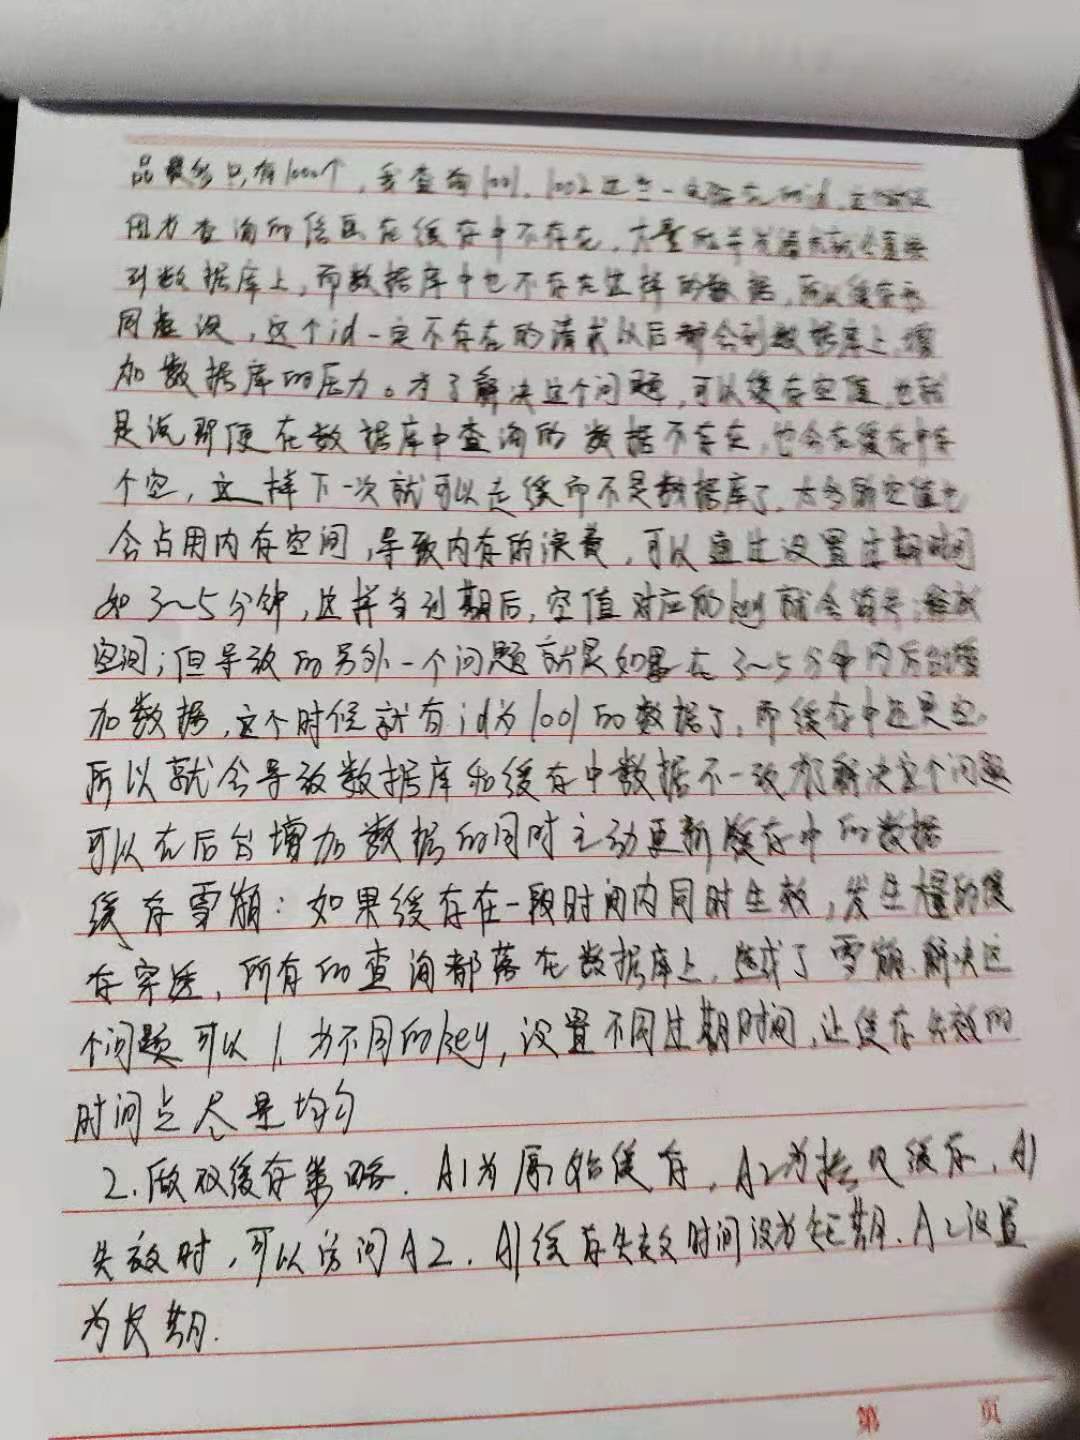 品最多只有1000个,我查询1001、1002这些一定不存在的id,
因为查询的信息在缓存中不存在,大量的并发请求就会直接
到数据库上,而数据库中也不存在这样的数据,所以缓存形
同虚设,这个id一定不存在的请求以后都会到数据库上,增
加数据库的压力。为了解决这个问题,可以缓存空值,也就
是说即便在数据库中查询的数据不存在,也会在缓存中存
个空,这样下一次就可以走缓而不是数据库了,太多的空值也
会占用内存空间,导致内存的浪费,可以通过设置过期时间
如3~5分钟,这样当到期后,空值对应的key就会消失;释放
空间;但导致的另外一个问题就是如果在3~5分钟内后台增
加数据,这个时候就有id为1001的数据了,而缓存中还是空,
所以就会导致数据库和缓存中数据不一致,为解决这个问题
可以在后台增加数据的同时主动更新缓存中的数据
缓存雪崩:如果缓存在一段时间内同时失效,发生大量的缓
存穿透,所有的查询都落在数据库上,造成了雪崩.解决这
个问题可以1、为不同的key,设置不同过期时间,让缓存失效的
时间点尽量均匀
2.做双缓存策略.A1为原始缓存,A2为拷贝缓存,A1
失效时,可以访问A2,A1缓存失效时间设为短期.A2设置
为长期.
第 页